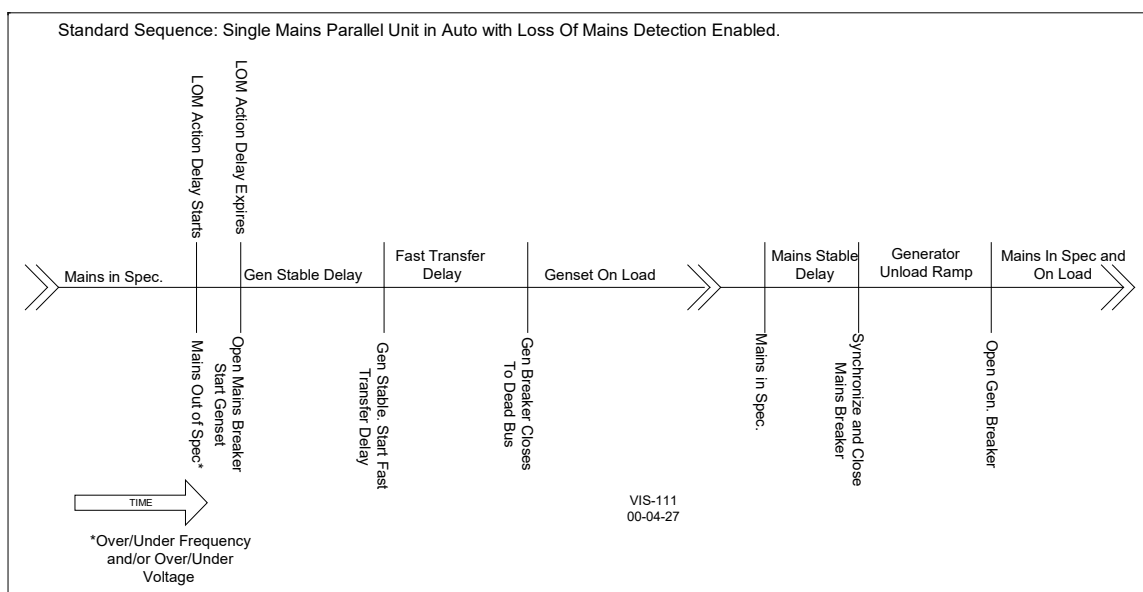 Standard Sequence: Single Mains Parallel Unit in Auto with Loss Of Mains Detection Enabled.
LOM Action Delay Starts
LOM Action Delay Expires
Mains in Spec.
Gen Stable Delay
Fast Transfer
Delay
Genset On Load
Mains Stable
Delay
Generator
Unload Ramp
Mains In Spec and
On Load
Mains Out of Spec*
Open Mains Breaker
Start Genset
Gen Stable. Start Fast
Transfer Delay
Gen Breaker Closes
To Dead Bus
Mains in Spec.
Synchronize and Close
Mains Breaker
Open Gen. Breaker
TIME
*Over/Under Frequency
and/or Over/Under
Voltage
VIS-111
00-04-27